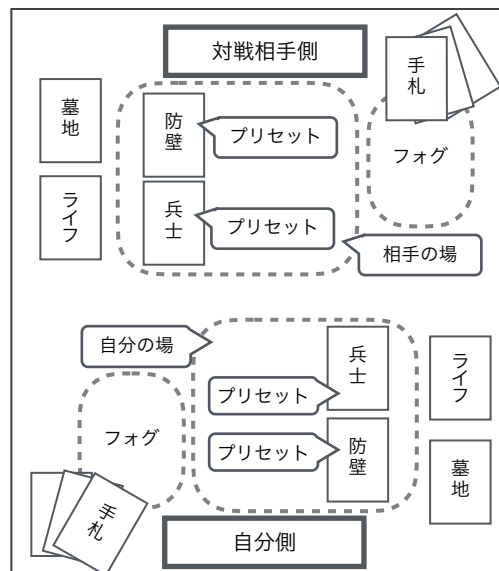 対戦相手側
手札
墓地
防壁
プリセット
フォグ
ライフ
兵士
プリセット
相手の場
自分の場
兵士
ライフ
プリセット
フォグ
プリセット
防壁
墓地
手札
自分側